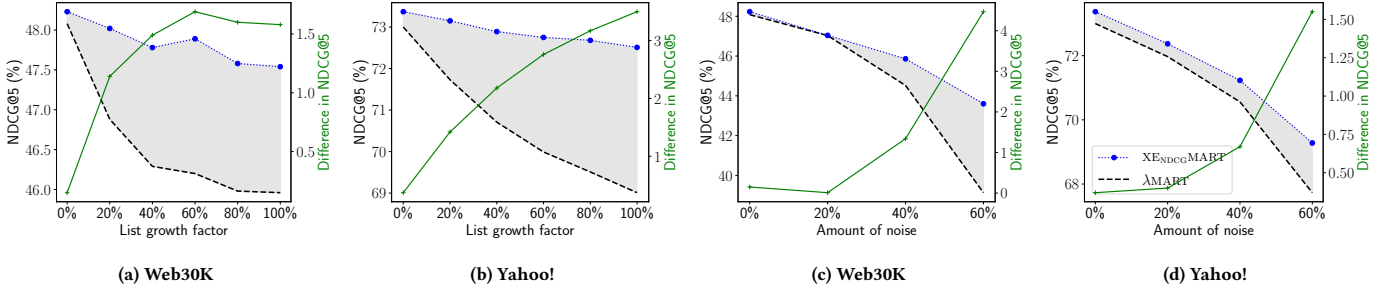 48.0
47.5
47.0
46.5
46.0
NDCG@5 (%)
1.5
1.0
0.5
Difference in NDCG@5
0% 20% 40% 60% 80% 100%
List growth factor
(a) Web30K
73
72
71
70
69
NDCG@5 (%)
3
2
1
Difference in NDCG@5
0% 20% 40% 60% 80% 100%
List growth factor
(b) Yahoo!
48
46
44
42
40
NDCG@5 (%)
4
3
2
1
0
Difference in NDCG@5
0% 20% 40% 60%
Amount of noise
(c) Web30K
72
70
68
NDCG@5 (%)
XENDCGMART
λMART
1.50
1.25
1.00
0.75
0.50
Difference in NDCG@5
0% 20% 40% 60%
Amount of noise
(d) Yahoo!